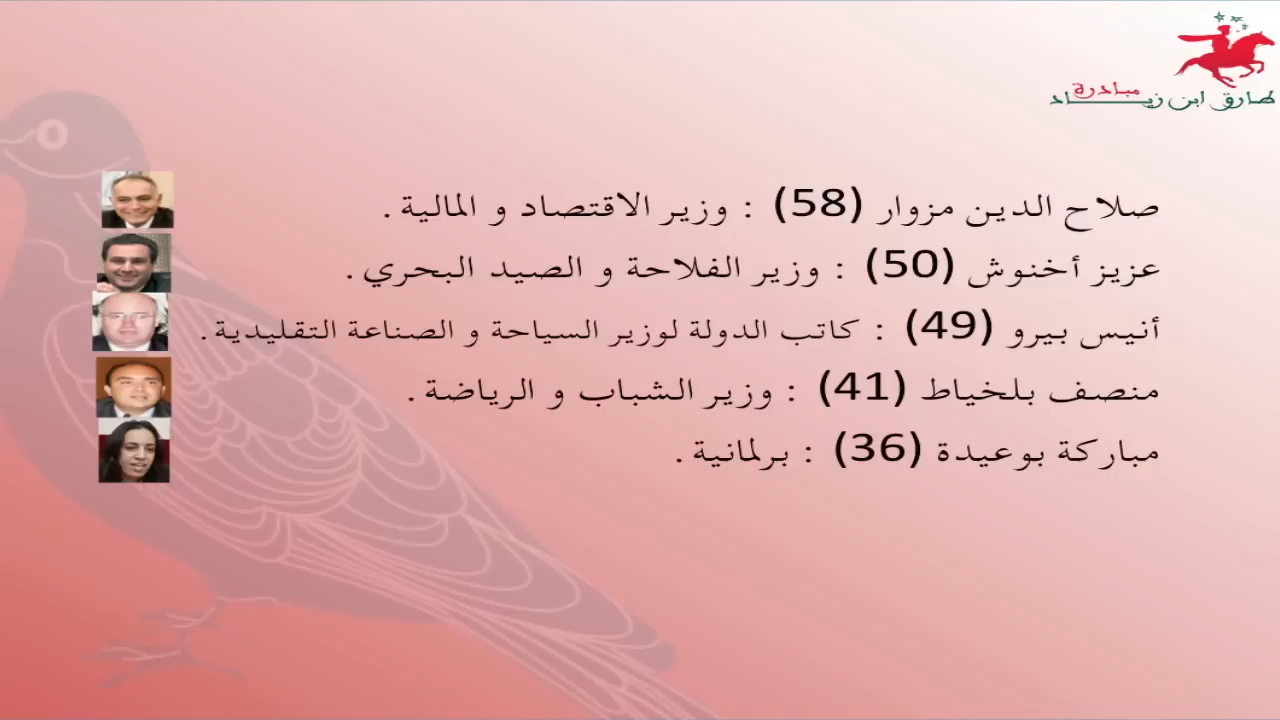 مبادرة
طارق ابن زياد
صلاح الدين مزوار (58) : وزير الاقتصاد و المالية .
عزيز أخنوش (50) : وزير الفلاحة و الصيد البحري .
أنيس بيرو (49) : كاتب الدولة لوزير السياحة و الصناعة التقليدية .
منصف بلخياط (41) : وزير الشباب و الرياضة .
مباركة بوعيدة (36) : برلمانية .